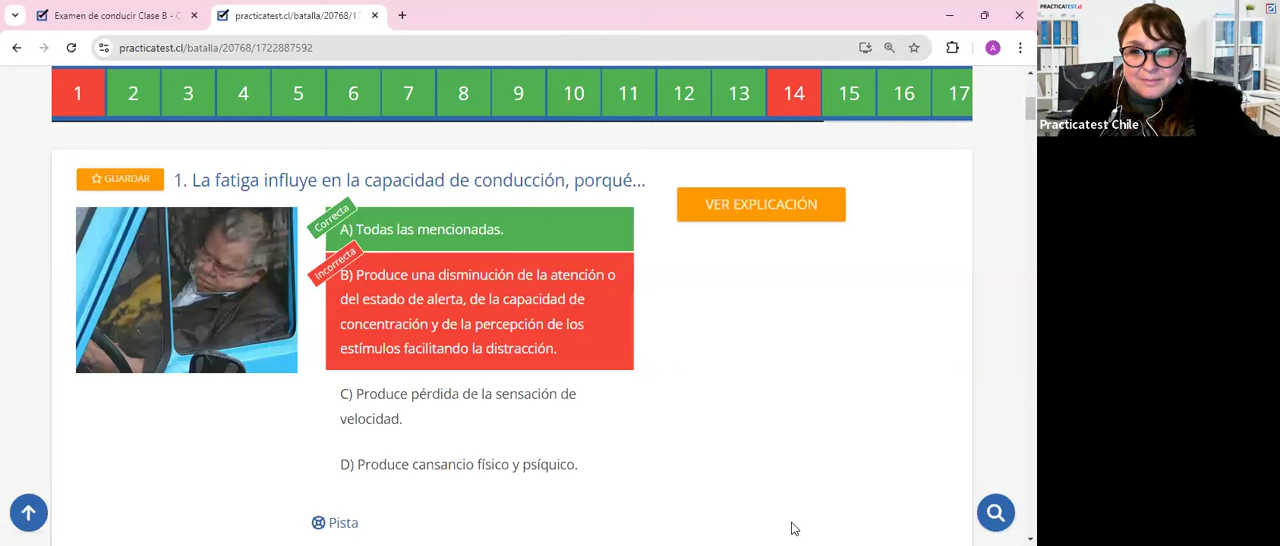 Examen de conducir Clase B - C
practicatest.cl/batalla/20768/17
practicatest.cl/batalla/20768/1722887592
A
PRACTICATEST.cl
Practicatest Chile
1 2 3 4 5 6 7 8 9 10 11 12 13 14 15 16 17
GUARDAR
1. La fatiga influye en la capacidad de conducción, porqué...
VER EXPLICACIÓN
Correcta
A) Todas las mencionadas.
Incorrecta
B) Produce una disminución de la atención o
del estado de alerta, de la capacidad de
concentración y de la percepción de los
estímulos facilitando la distracción.
C) Produce pérdida de la sensación de
velocidad.
D) Produce cansancio físico y psíquico.
Pista